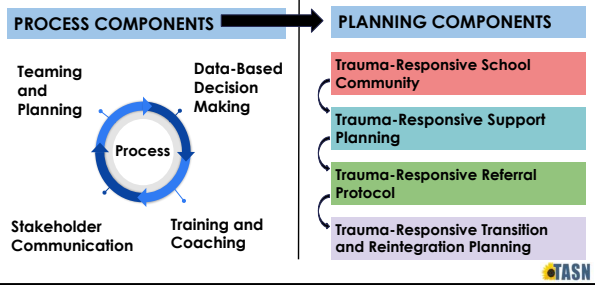 PROCESS COMPONENTS
Teaming
and
Planning
Data-Based
Decision
Making
Process
Stakeholder
Communication
Training and
Coaching
PLANNING COMPONENTS
Trauma-Responsive School
Community
Trauma-Responsive Support
Planning
Trauma-Responsive Referral
Protocol
Trauma-Responsive Transition
and Reintegration Planning
TASN